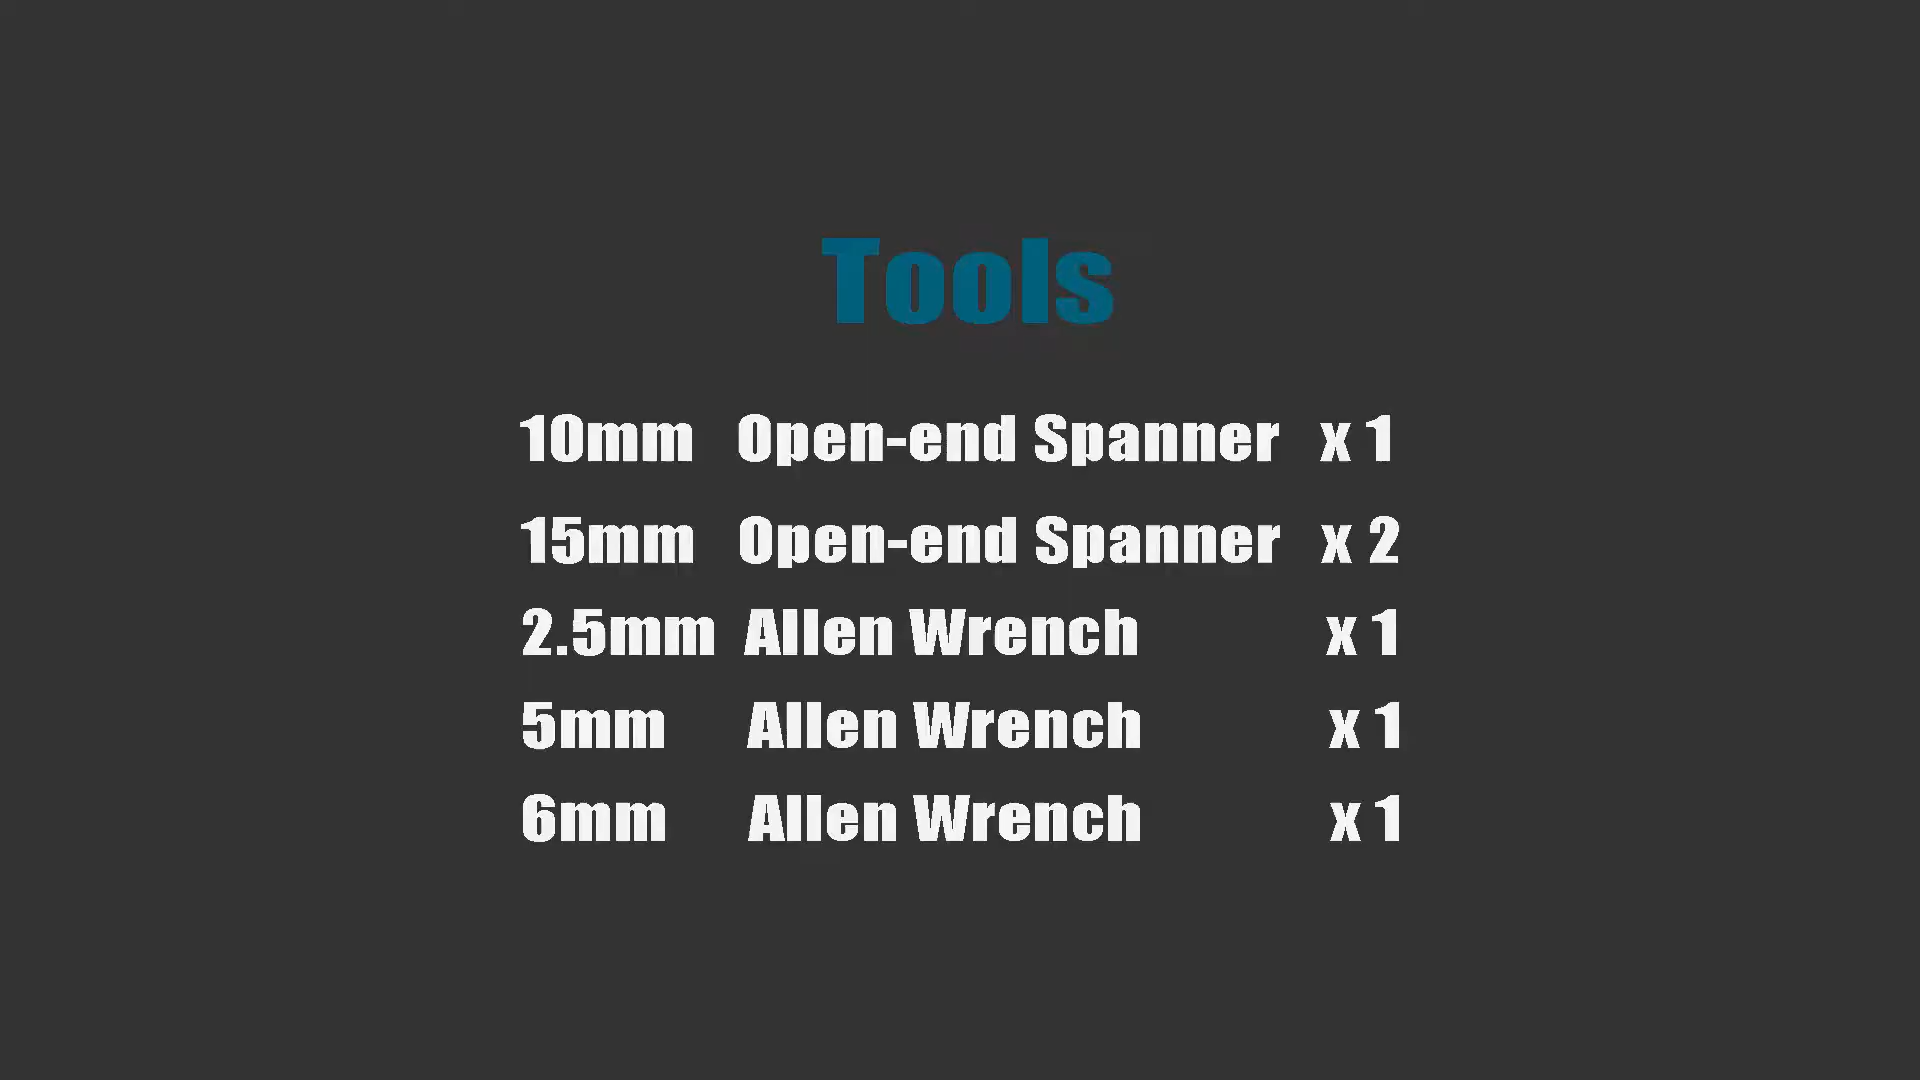 Tools
10mm Open-end Spanner x 1
15mm Open-end Spanner x 2
2.5mm Allen Wrench x 1
5mm Allen Wrench x 1
6mm Allen Wrench x 1